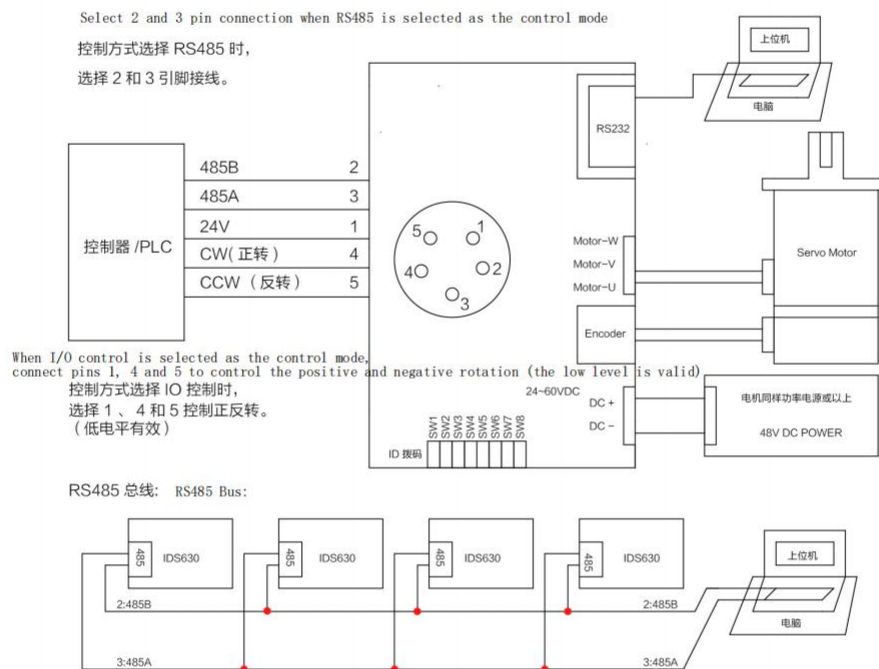 Select 2 and 3 pin connection when RS485 is selected as the control mode
控制方式选择 RS485 时，
选择 2 和 3 引脚接线。
上位机
电脑
RS232
485B 2
485A 3
24V 1
CW( 正转 ) 4
CCW （反转） 5
控制器 /PLC
5 1
4 2
3
Motor-W
Motor-V
Motor-U
Servo Motor
Encoder
When I/O control is selected as the control mode,
connect pins 1, 4 and 5 to control the positive and negative rotation (the low level is valid)
控制方式选择 IO 控制时，
选择 1 、 4 和 5 控制正反转。
（低电平有效）
24~60VDC
DC +
DC −
电机同样功率电源或以上
48V DC POWER
ID 拨码
SW1
SW2
SW3
SW4
SW5
SW6
SW7
SW8
RS485 总线: RS485 Bus:
485 IDS630
485 IDS630
485 IDS630
485 IDS630
上位机
电脑
2:485B 2:485B
3:485A 3:485A